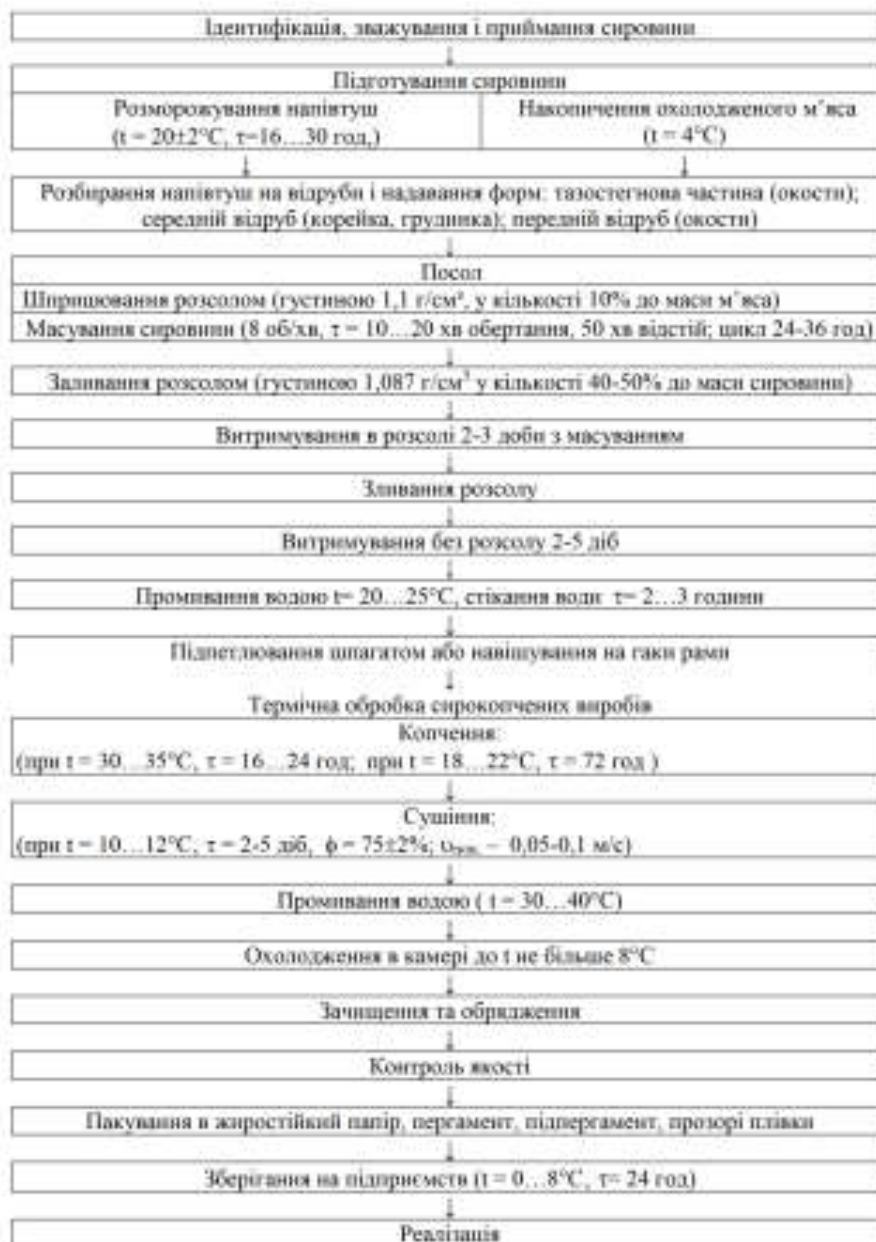 Ідентифікація, зважування і приймання сировини
Підготування сировини
Розморожування напівтуш
(t = 20±2°C, τ=16…30 год,)
Накопичення охолодженого м’яса
(t = 4°C)
Розбирання напівтуш на відруби і надавання форм: тазостегнова частина (окости);
середній відруб (корейка, грудинка); передній відруб (окости)
Посол
Шприцювання розсолом (густиною 1,1 г/см³, у кількості 10% до маси м’яса)
Масування сировини (8 об/хв, τ = 10…20 хв обертання, 50 хв відстій; цикл 24-36 год)
Заливання розсолом (густиною 1,087 г/см³ у кількості 40-50% до маси сировини)
Витримування в розсолі 2-3 доби з масуванням
Зливання розсолу
Витримування без розсолу 2-5 діб
Промивання водою t= 20…25°C, стікання води τ= 2…3 години
Підпетлювання шпагатом або навішування на гаки рами
Термічна обробка сирокопчених виробів
Копчення:
(при t = 30…35°C, τ = 16…24 год; при t = 18…22°C, τ = 72 год )
Сушіння:
(при t = 10…12°C, τ = 2-5 діб, ϕ = 75±2%; – 0,05-0,1 м/с)
Промивання водою ( t = 30…40°C)
Охолодження в камері до t не більше 8°C
Зачищення та обрядження
Контроль якості
Пакування в жиростійкий папір, пергамент, підпергамент, прозорі плівки
Зберігання на підприємств (t = 0…8°C, τ= 24 год)
Реалізація